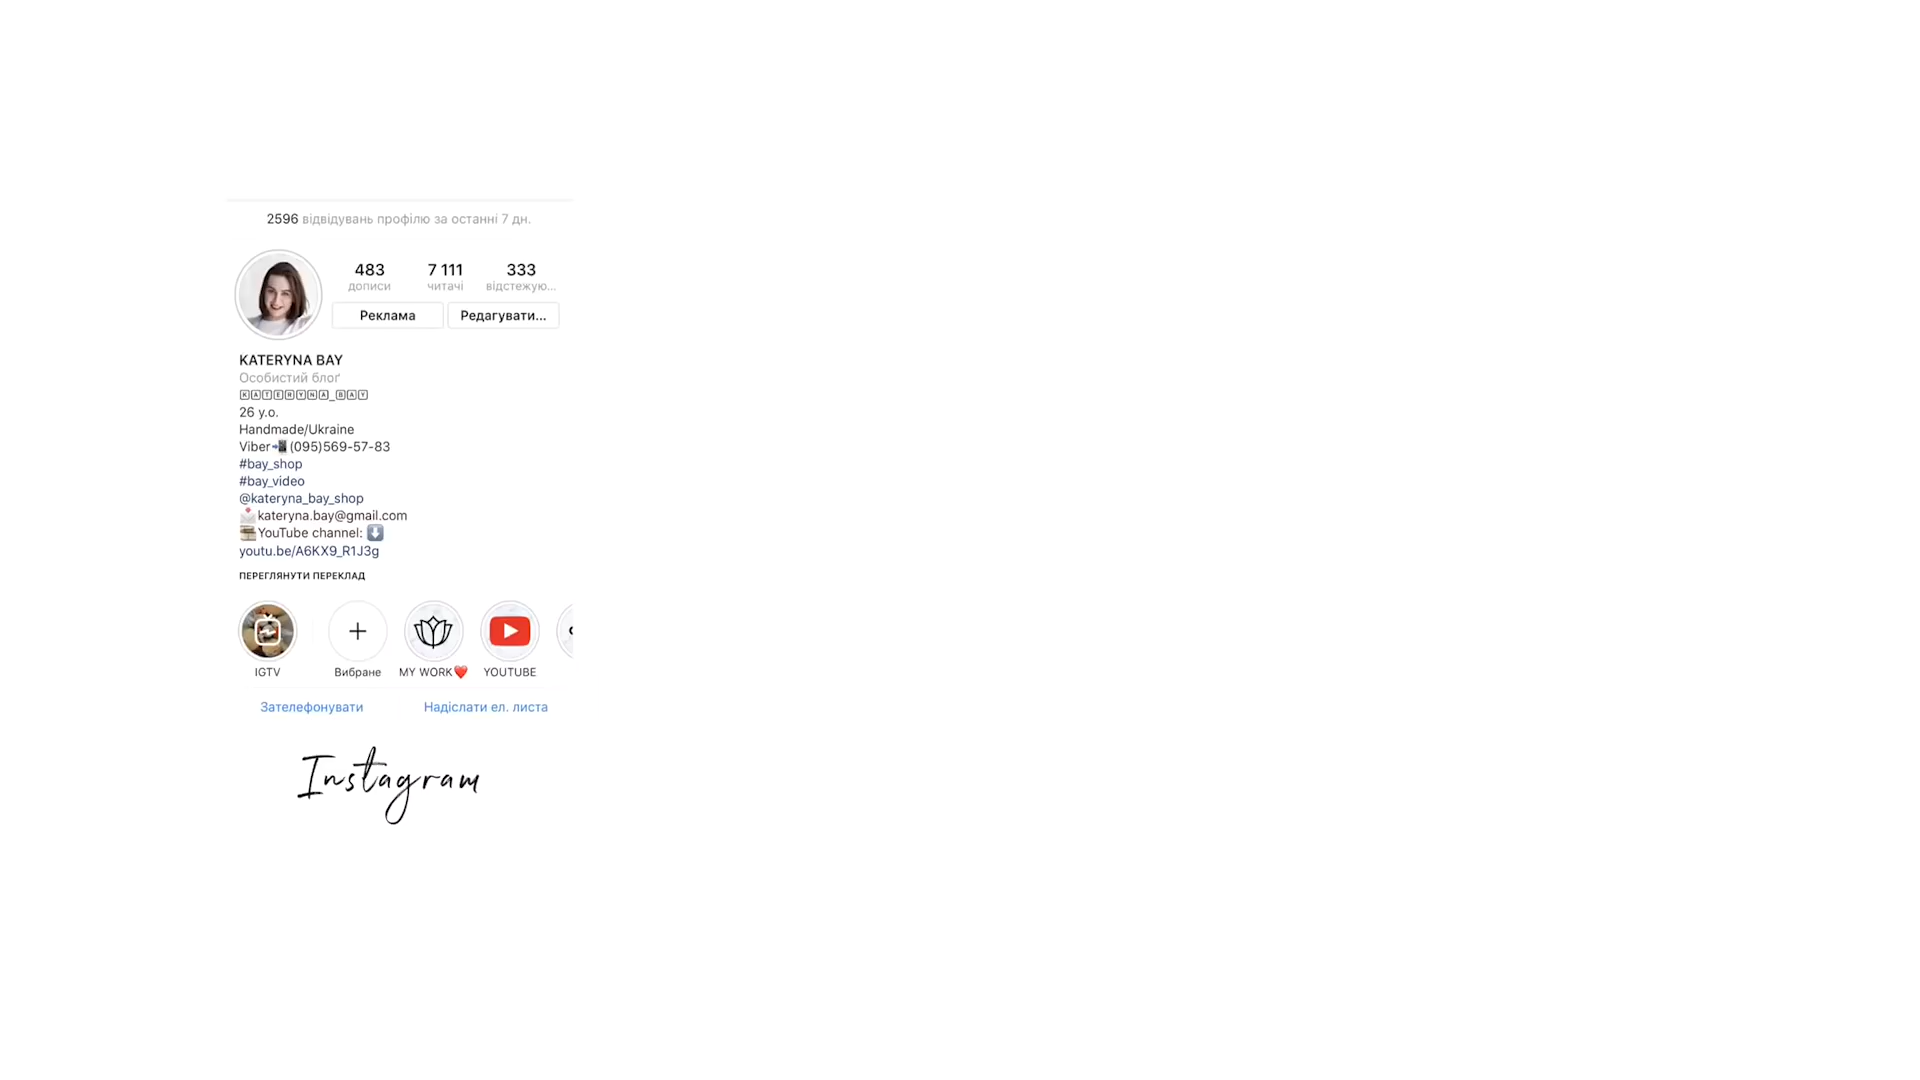 2596 відвідувань профілю за останні 7 дн.
483 7 111 333
дописи читачі відстежую...
Реклама Редагувати...
KATERYNA BAY
Особистий блоґ
🄺🄰🅃🄴🅁🅈🄽🄰_🄱🄰🅈
26 y.o.
Handmade/Ukraine
Viber📲(095)569-57-83
#bay_shop
#bay_video
@kateryna_bay_shop
💌kateryna.bay@gmail.com
YouTube channel: ⬇️
youtu.be/A6KX9_R1J3g
ПЕРЕГЛЯНУТИ ПЕРЕКЛАД
IGTV Вибране MY WORK❤️ YOUTUBE
Зателефонувати Надіслати ел. листа
Instagram